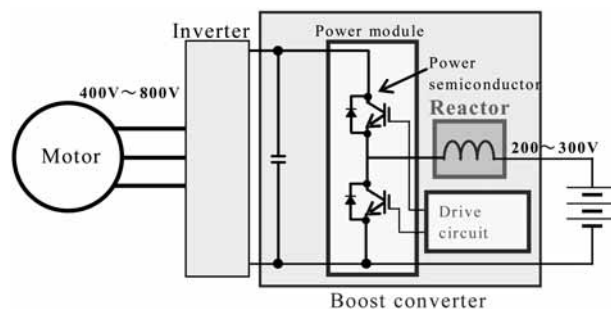 Inverter
Power module
Power
semiconductor
400V～800V
Reactor
200～300V
Motor
Drive
circuit
Boost converter